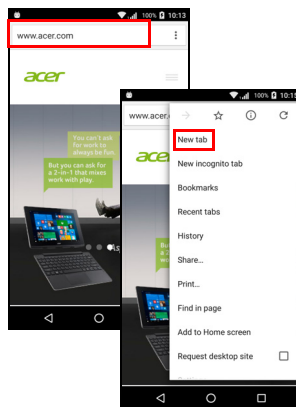 100% 10:13
www.acer.com
acer
You can't ask
for work to
always be fun.
But you can ask for
a 2-in-1 that mixes
work with play.
100% 10:15
www.acer.
acer
New tab
New incognito tab
Bookmarks
Recent tabs
History
Share...
Print...
Find in page
Add to Home screen
Request desktop site